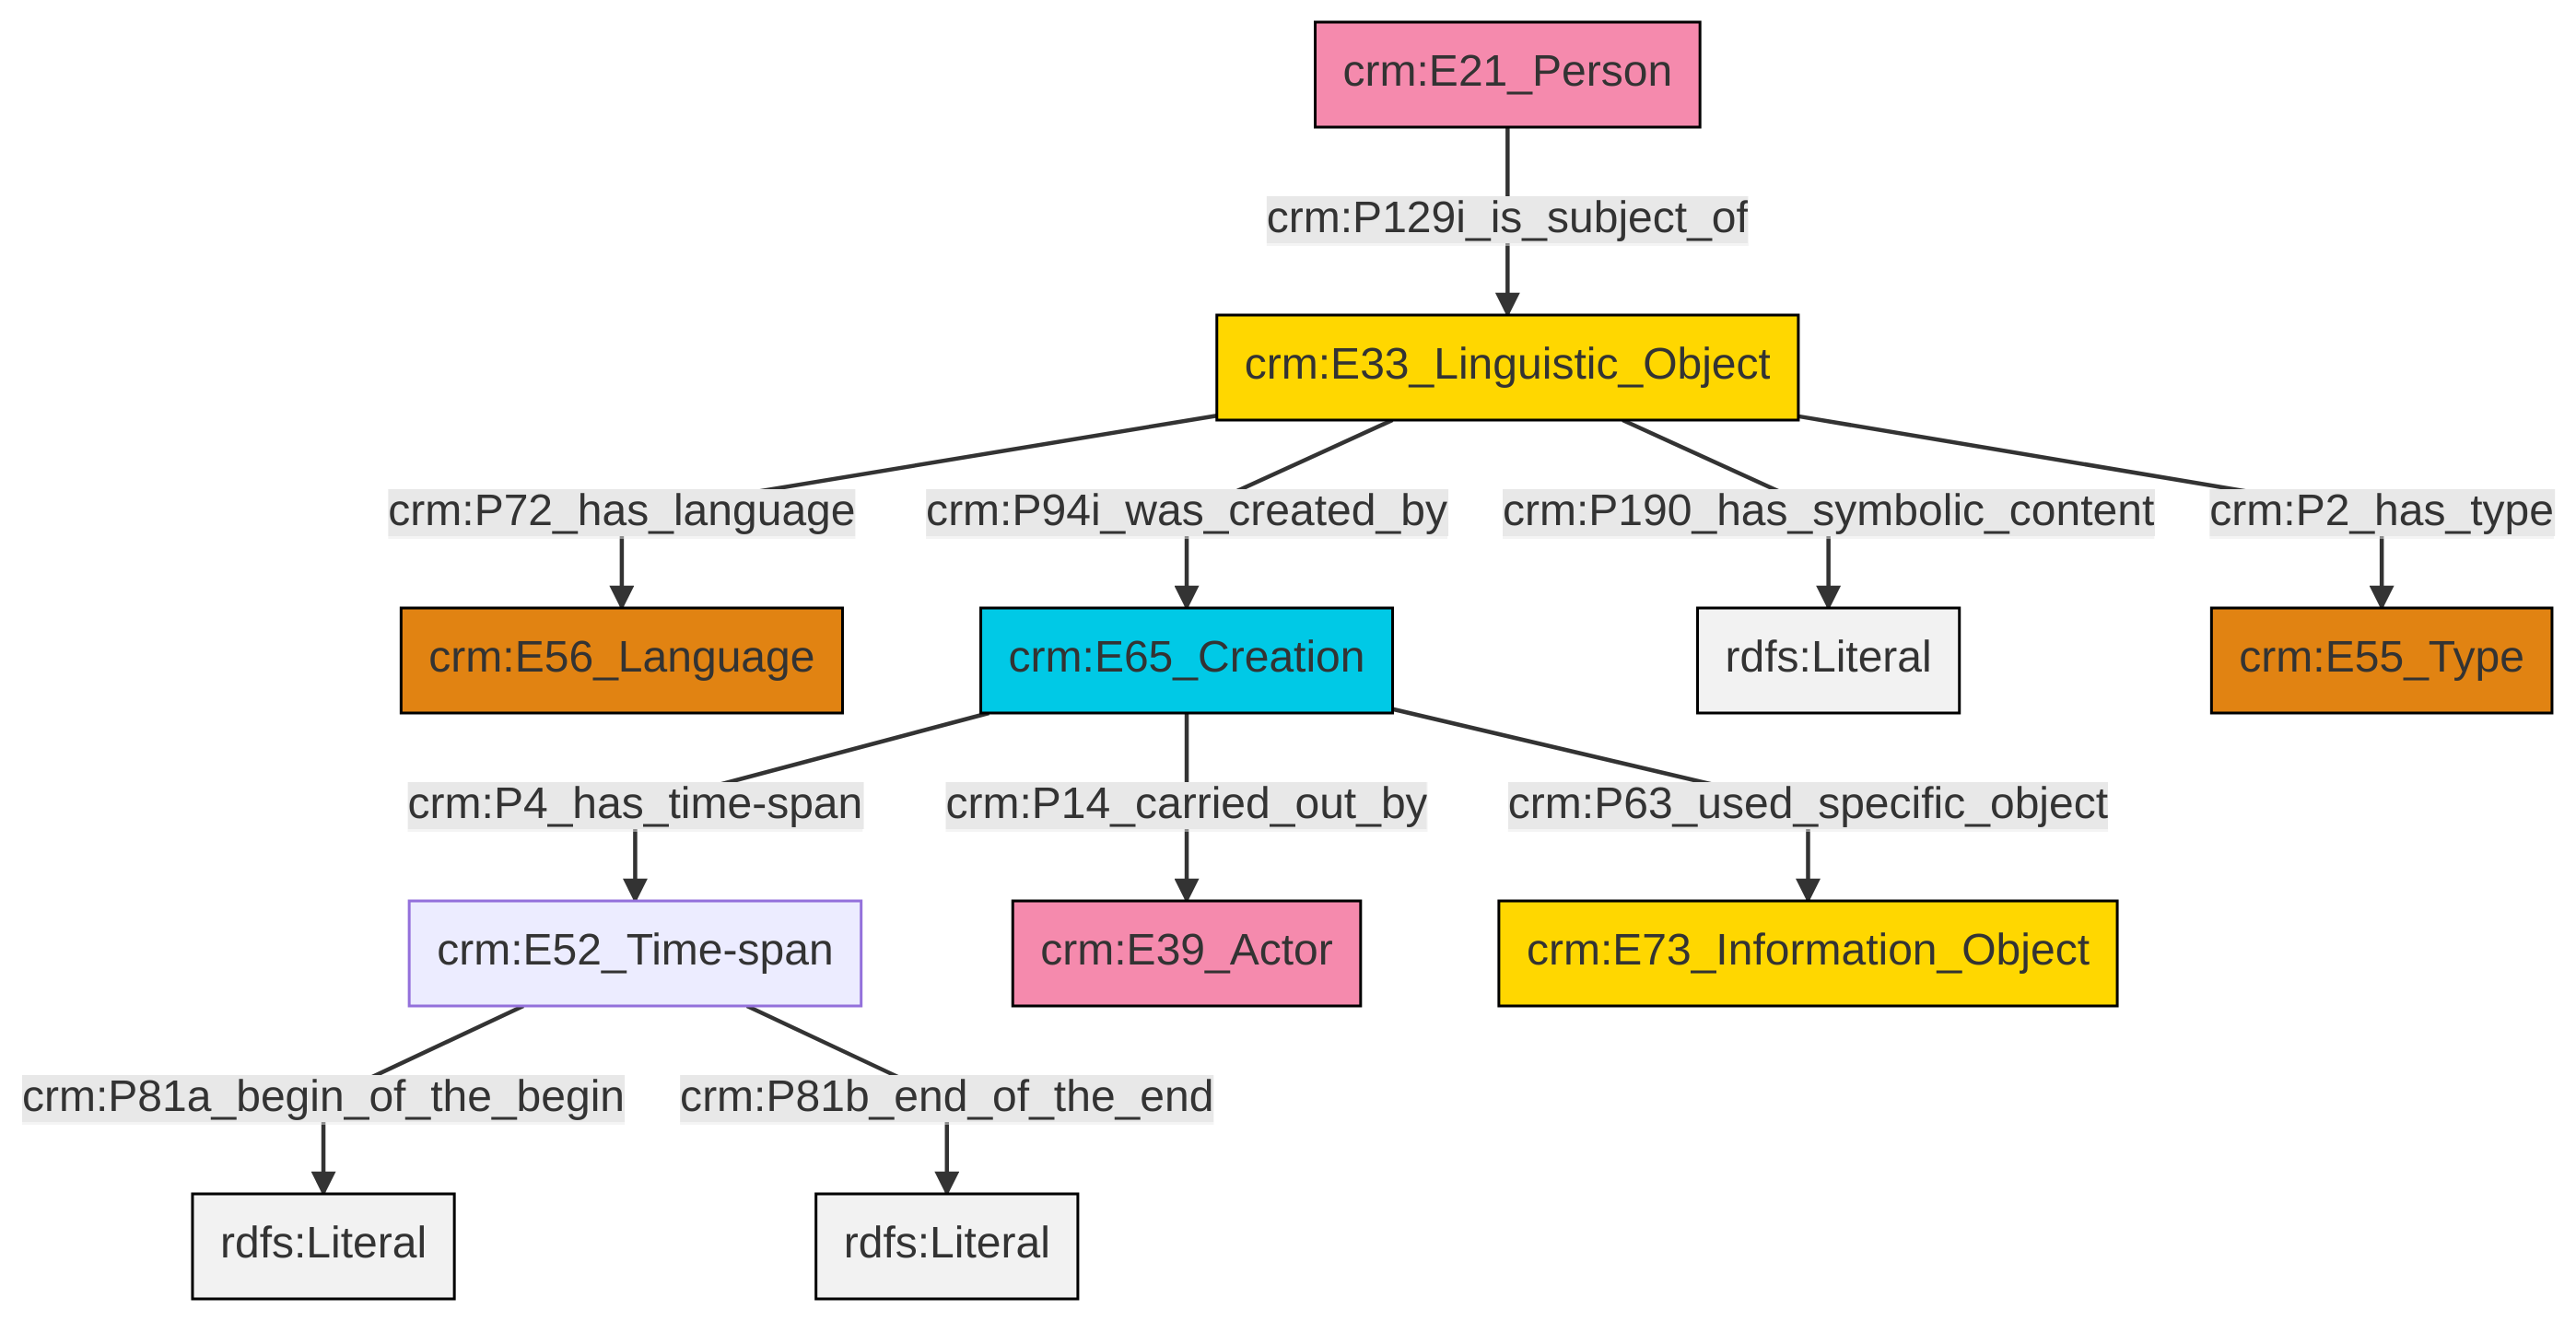 crm:E21_Person
crm:P129i_is_subject_of
crm:E33_Linguistic_Object
crm:P72_has_language
crm:P94i_was_created_by
crm:P190_has_symbolic_content
crm:P2_has_type
crm:E56_Language
crm:E65_Creation
rdfs:Literal
crm:E55_Type
crm:P4_has_time-span
crm:P14_carried_out_by
crm:P63_used_specific_object
crm:E52_Time-span
crm:E39_Actor
crm:E73_Information_Object
crm:P81a_begin_of_the_begin
crm:P81b_end_of_the_end
rdfs:Literal
rdfs:Literal